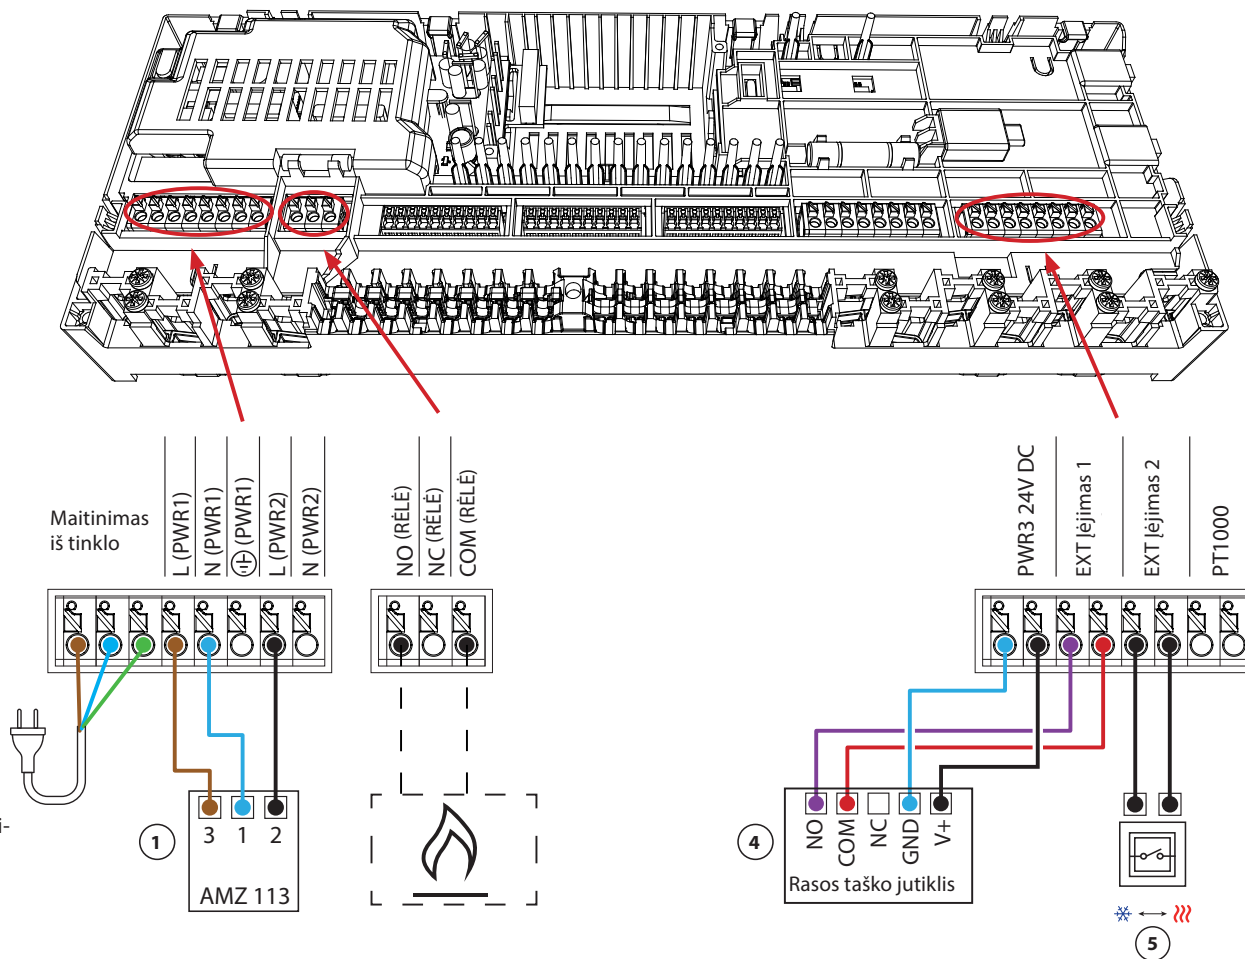 Maitinimas
iš tinklo
L (PWR1)
N (PWR1)
(PWR1)
L (PWR2)
N (PWR2)
NO (RĖLĖ)
NC (RĖLĖ)
COM (RĖLĖ)
PWR3 24V DC
EXT Įėjimas 1
EXT Įėjimas 2
PT1000
i-
1
3 1 2
AMZ 113
4
NO
COM
NC
GND
V+
Rasos taško jutiklis
5